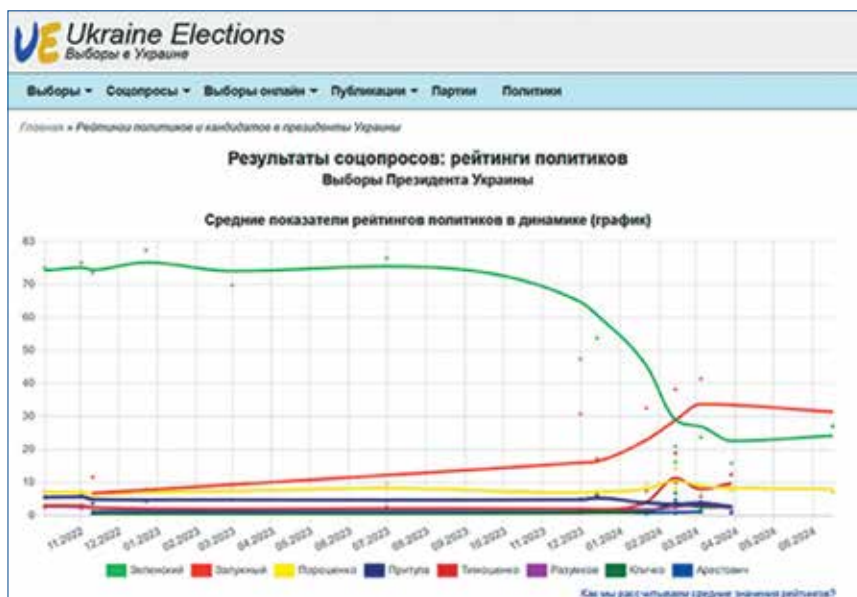 UE Ukraine Elections
Выборы в Украине
Выборы Соцопросы Выборы онлайн Публикации Партии Политики
Главная » Рейтинги политиков и кандидатов в президенты Украины
Результаты соцопросов: рейтинги политиков
Выборы Президента Украины
Средние показатели рейтингов политиков в динамике (график)
83
70
60
50
40
30
20
10
0
11.2022 12.2022 01.2023 02.2023 03.2023 04.2023 05.2023 06.2023 07.2023 08.2023 09.2023 10.2023 11.2023 12.2023 01.2024 02.2024 03.2024 04.2024 05.2024 06.2024
Зеленский Залужный Порошенко Притула Тимошенко Разумков Кличко Арестович
Как мы рассчитываем средние значения рейтингов?